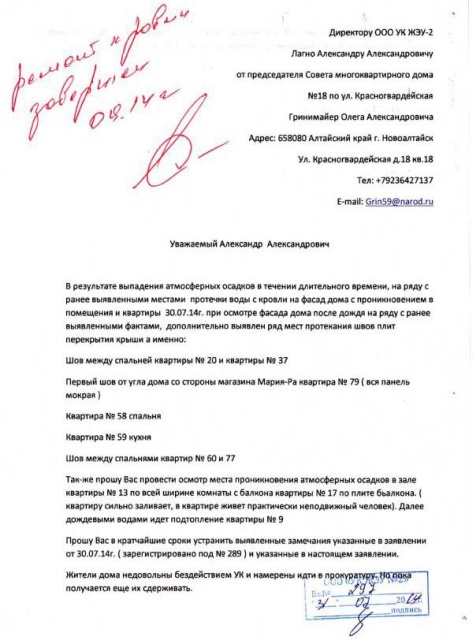 ремонт кровли
завершен
09.14г
Директору ООО УК ЖЭУ-2
Лагно Александру Александровичу
от председателя Совета многоквартирного дома
№18 по ул. Красногвардейская
Гринимайер Олега Александровича
Адрес: 658080 Алтайский край г. Новоалтайск
Ул. Красногвардейская д.18 кв.18
Тел: +79236427137
E-mail: Grin59@narod.ru
Уважаемый Александр Александрович
В результате выпадения атмосферных осадков в течении длительного времени, на ряду с
ранее выявленными местами протечки воды с кровли на фасад дома с проникновением в
помещения и квартиры 30.07.14г. при осмотре фасада дома после дождя на ряду с ранее
выявленными фактами, дополнительно выявлен ряд мест протекания швов плит
перекрытия крыши а именно:
Шов между спальней квартиры № 20 и квартиры № 37
Первый шов от угла дома со стороны магазина Мария-Ра квартира № 79 ( вся панель
мокрая )
Квартира № 58 спальня
Квартира № 59 кухня
Шов между спальнями квартир № 60 и 77
Так-же прошу Вас провести осмотр места проникновения атмосферных осадков в зале
квартиры № 13 по всей ширине комнаты с балкона квартиры № 17 по плите бьалкона. (
квартиру сильно заливает, в квартире живет практически неподвижный человек). Далее
дождевыми водами идет подтопление квартиры № 9
Прошу Вас в кратчайшие сроки устранить выявленные замечания указанные в заявлении
от 30.07.14г. ( зарегистрировано под № 289 ) и указанные в настоящем заявлении.
Жители дома недовольны бездействием УК и намерены идти в прокуратуру. Но пока
получается еще их сдерживать.
ООО УК ЖЭУ №2
Вх.№ 297
31 07 2014
подпись